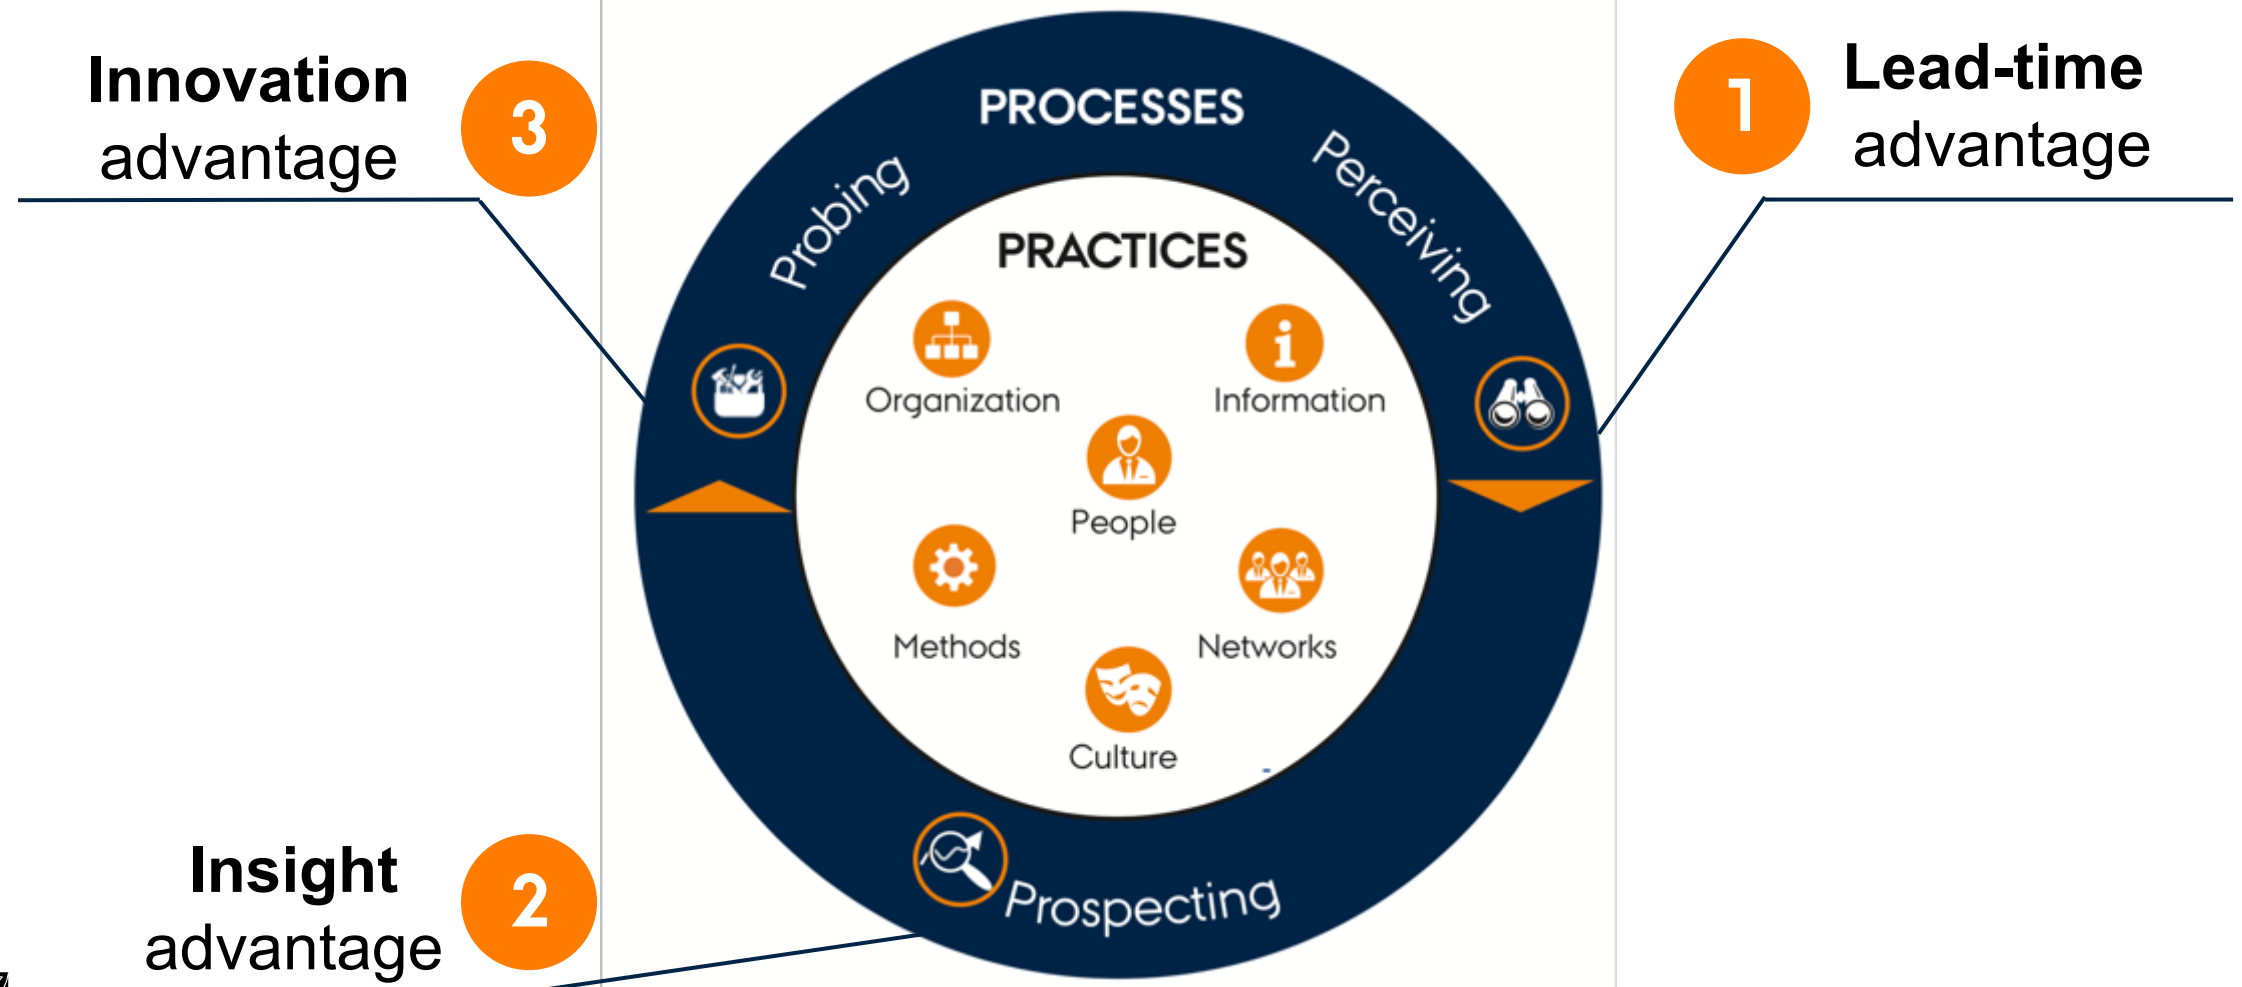 Innovation
advantage
3
1
Lead-time
advantage
PROCESSES
Probing
Perceiving
PRACTICES
Organization
i
Information
People
Methods
Networks
Culture
Prospecting
Insight
advantage
2